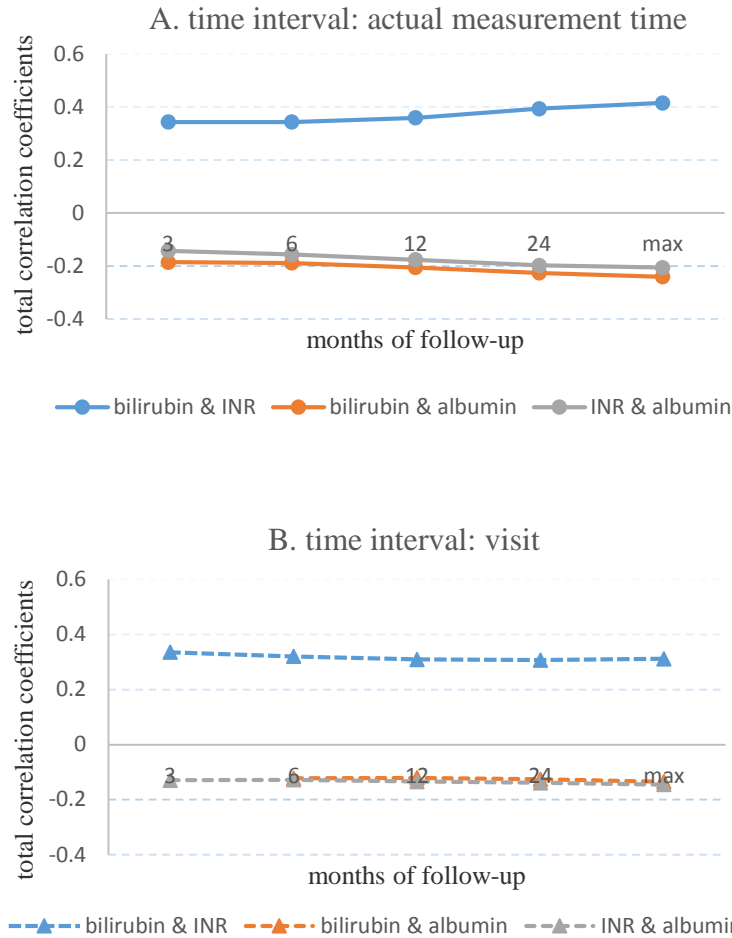 A. time interval: actual measurement time
total correlation coefficients
0.6
0.4
0.2
0
-0.2
-0.4
3 6 12 24 max
months of follow-up
bilirubin & INR bilirubin & albumin INR & albumin
B. time interval: visit
total correlation coefficients
0.6
0.4
0.2
0
-0.2
-0.4
3 6 12 24 max
months of follow-up
bilirubin & INR bilirubin & albumin INR & albumin